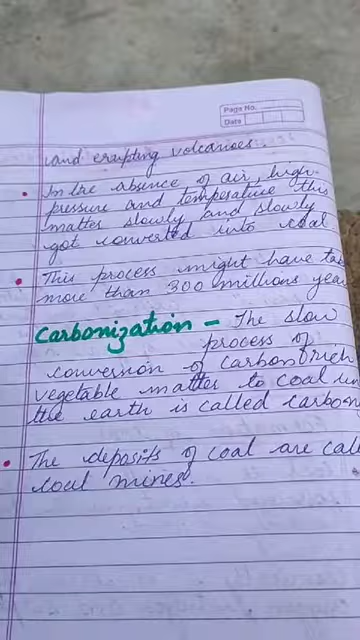 Page No.
Date
and erupting volcanoes.
• In the absence of air, high
pressure and temperature this
matter slowly and slowly
got converted into coal
• This process might have ta
more than 300 millions year
Carbonization - The slow
process of
conversion of carbon rich
vegetable matter to coal un
the earth is called carbon
• The deposits of coal are cal
coal mines.